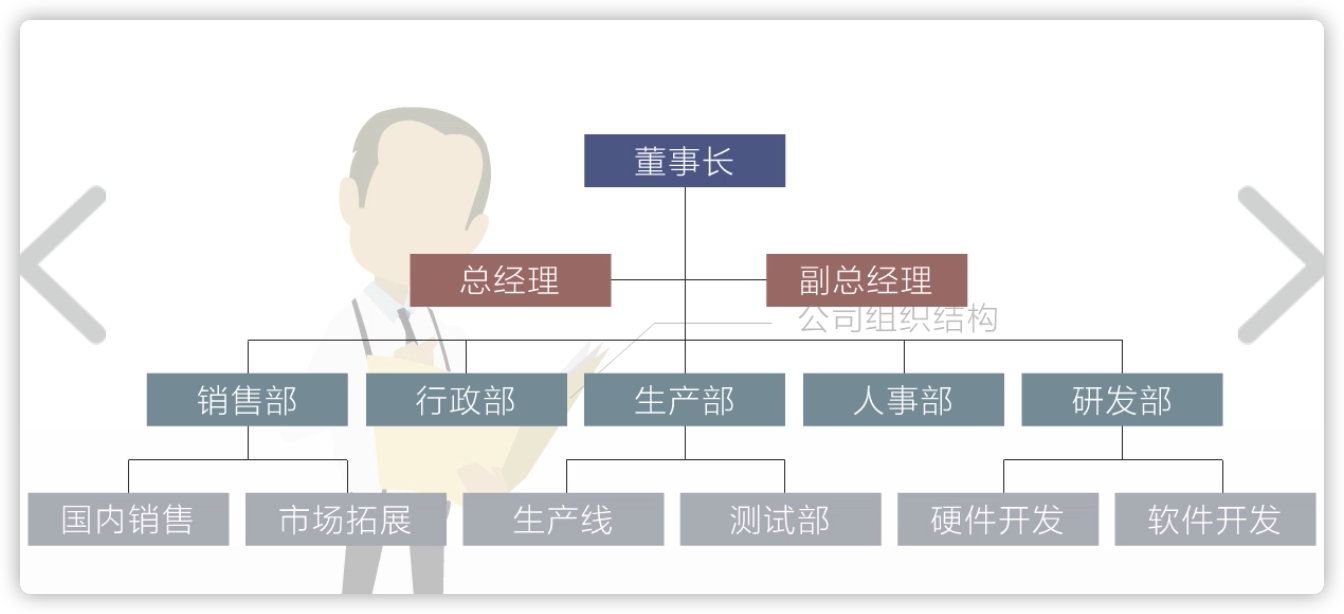 董事长
总经理
副总经理
公司组织结构
销售部
行政部
生产部
人事部
研发部
国内销售
市场拓展
生产线
测试部
硬件开发
软件开发